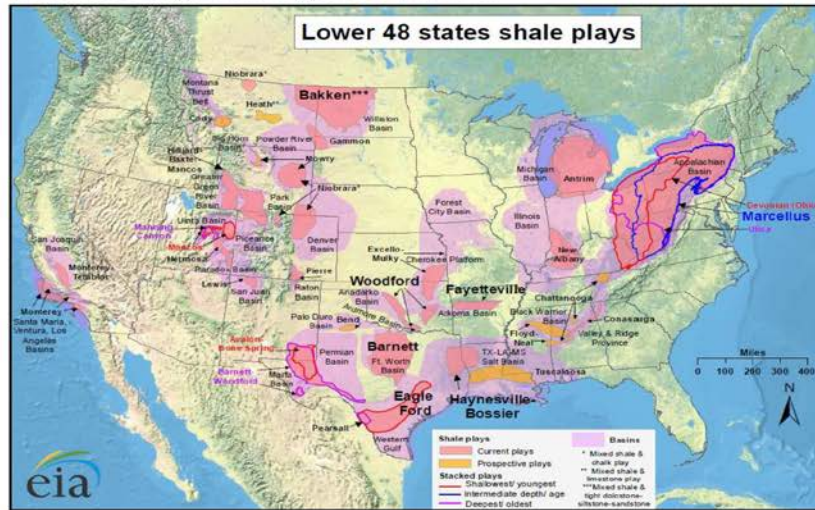 Lower 48 states shale plays
Niobrara*
Montana
Thrust
Belt
Heath**
Bakken***
Cody
Williston
Basin
Big Horn
Basin
Powder River
Basin
Gammon
Hilliard-
Baxter-
Mancos
Mowry
Greater
Green
River
Basin
Park
Basin
Niobrara*
Michigan
Basin
Antrim
Appalachian
Basin
Devonian (Ohio)
Marcellus
Utica
Uinta Basin
Manning
Canyon
Mancos
Piceance
Basin
Denver
Basin
Forest
City Basin
Illinois
Basin
San Joaquin
Basin
Hermosa
Paradox Basin
Excello-
Mulky
Cherokee Platform
New
Albany
Monterey-
Temblor
Pierre
Lewis
San Juan
Basin
Raton
Basin
Woodford
Anadarko
Basin
Fayetteville
Chattanooga
Monterey
Santa Maria,
Ventura, Los
Angeles
Basins
Palo Duro
Basin
Bend
Ardmore Basin
Arkoma Basin
Black Warrior
Basin
Conasauga
Floyd-
Neal
Valley & Ridge
Province
Avalon-
Bone Spring
Permian
Basin
Barnett
Ft. Worth
Basin
TX-LA-MS
Salt Basin
Tuscaloosa
Barnett
Woodford
Marfa
Basin
Eagle
Ford
Haynesville-
Bossier
Pearsall
Western
Gulf
Miles
0 100 200 300 400
N
Shale plays
Current plays
Prospective plays
Stacked plays
Shallowest/ youngest
Intermediate depth/ age
Deepest/ oldest
Basins
* Mixed shale &
chalk play
** Mixed shale &
limestone play
***Mixed shale &
tight dolostone-
siltstone-sandstone
eia